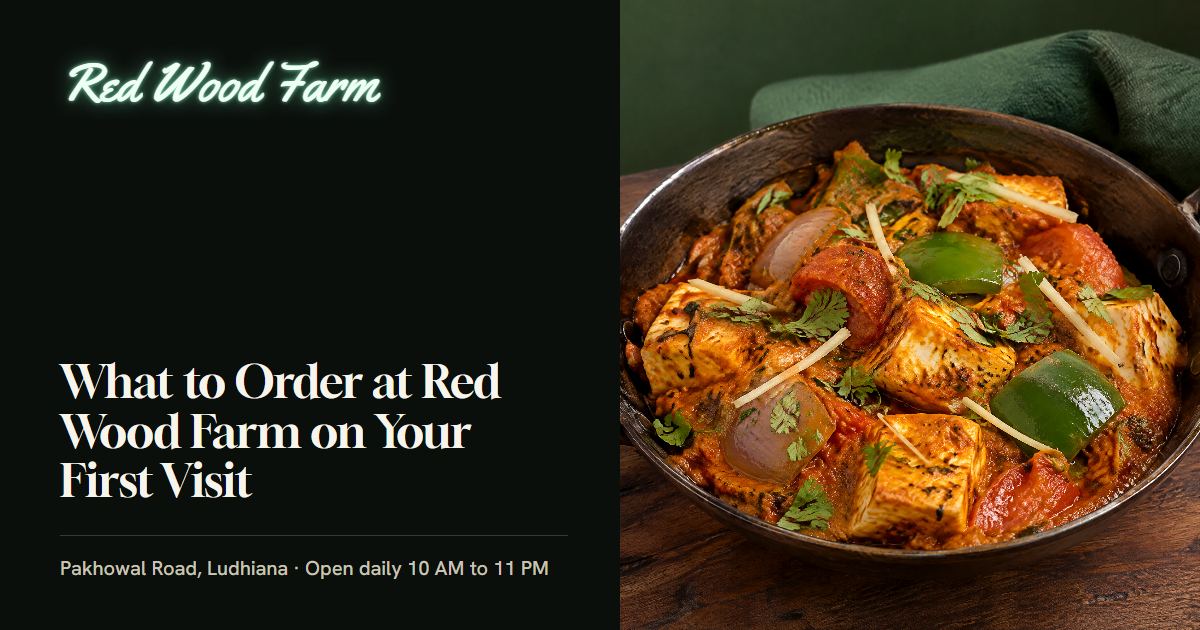 Red Wood Farm
What to Order at Red
Wood Farm on Your
First Visit
Pakhowal Road, Ludhiana · Open daily 10 AM to 11 PM